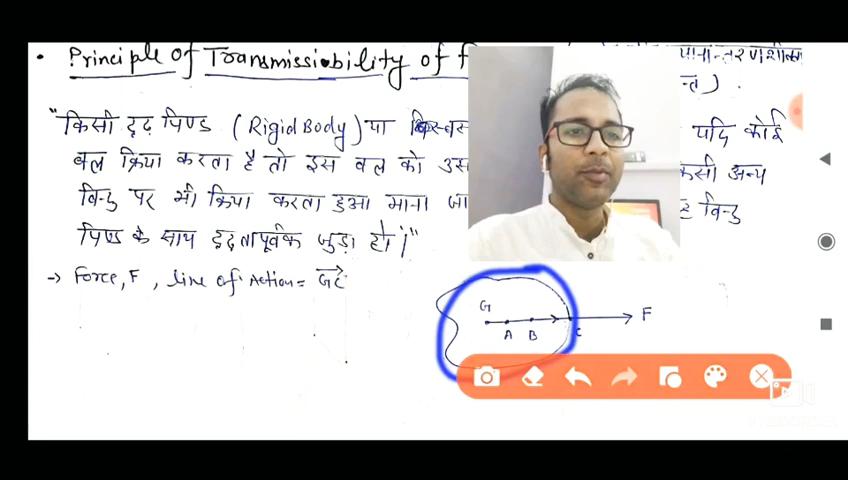 • Principle of Transmissibility of
पिण्ड के साथ दृढ़तापूर्वक जुड़ा हो।"
"किसी दृढ़ पिण्ड (Rigid Body) या यदि कोई
बल क्रिया करता है तो इस बल को उस किसी अन्य
बिन्दु पर भी क्रिया करता हुआ माना जा बिन्दु
→ Force, F, line of Action = GC
G
A B C
F